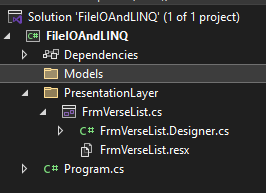 Solution 'FileIOAndLINQ' (1 of 1 project)
C# FileIOAndLINQ
Dependencies
Models
PresentationLayer
FrmVerseList.cs
C# FrmVerseList.Designer.cs
FrmVerseList.resx
C# Program.cs